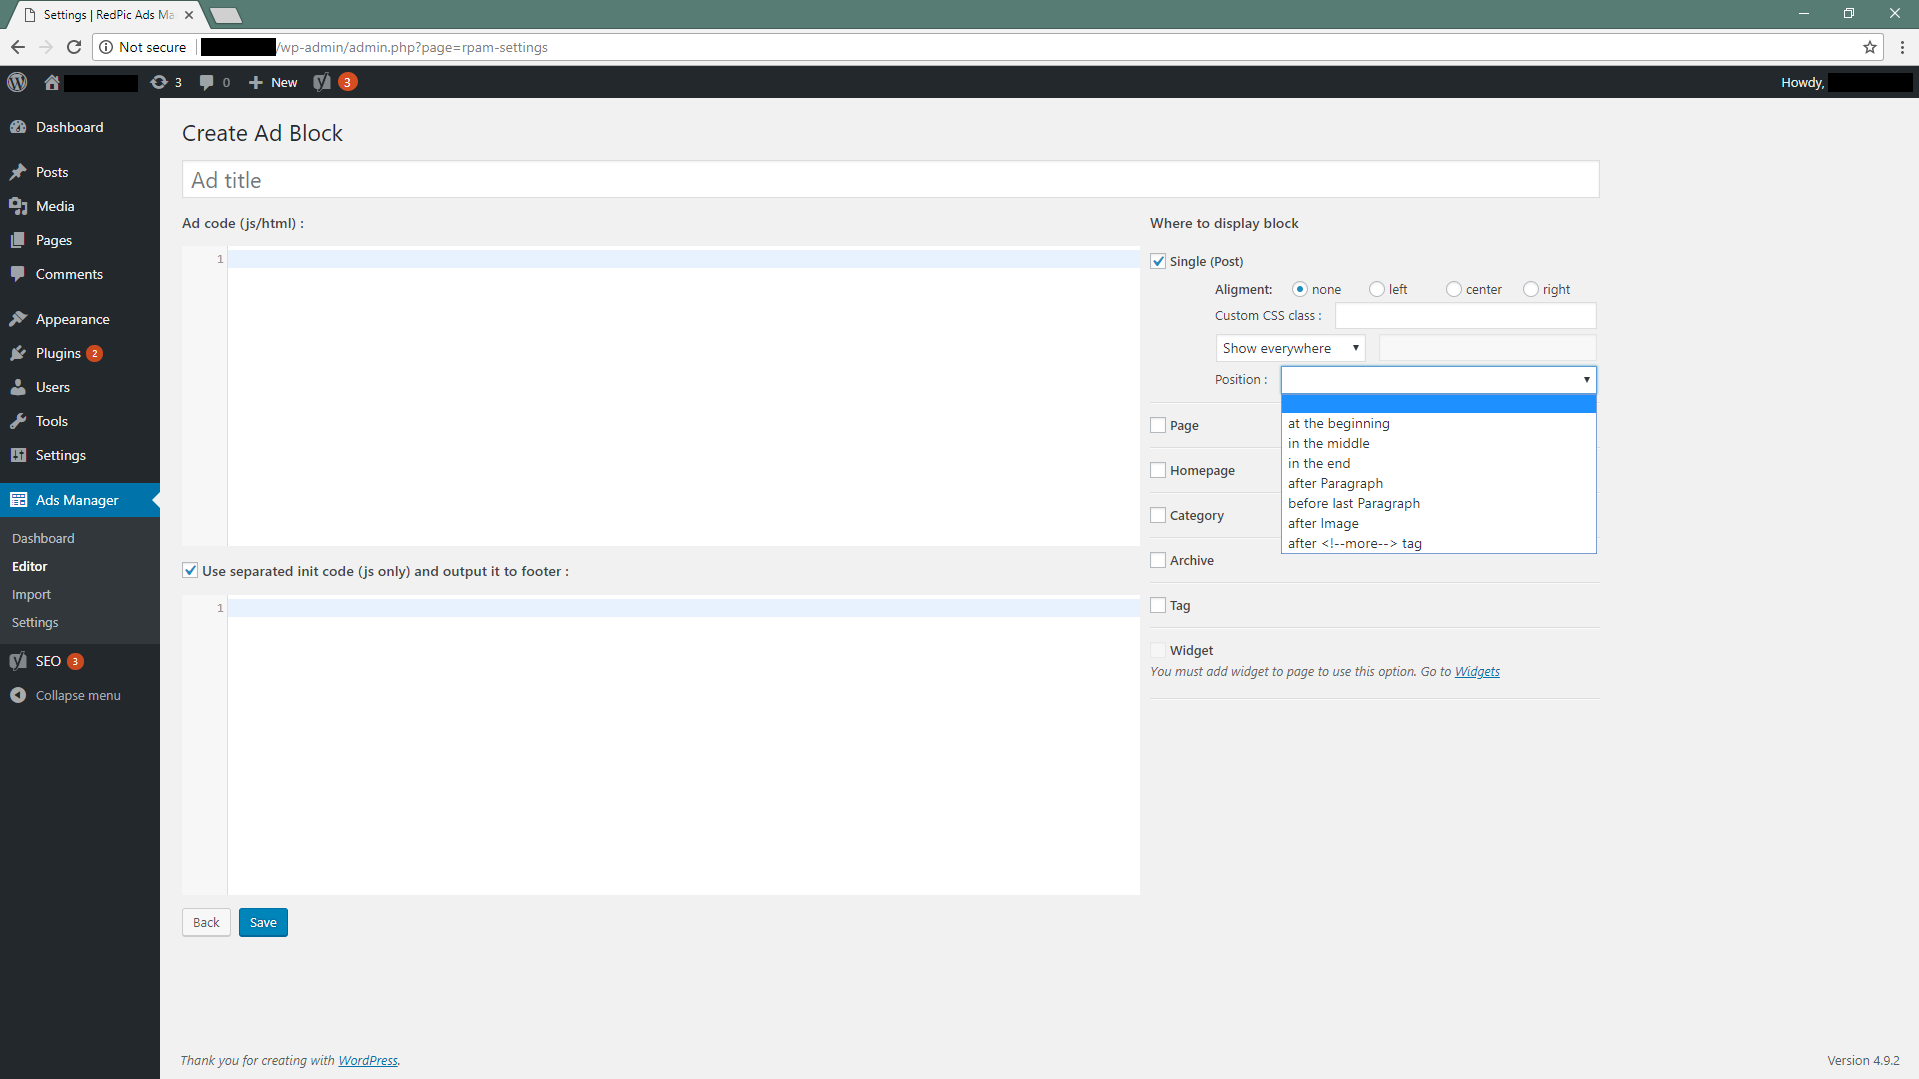 Settings | RedPic Ads Ma
Not secure
/wp-admin/admin.php?page=rpam-settings
3
0
New
3
Howdy,
Dashboard
Posts
Media
Pages
Comments
Appearance
Plugins 2
Users
Tools
Settings
Ads Manager
Dashboard
Editor
Import
Settings
SEO 3
Collapse menu
Create Ad Block
Ad title
Ad code (js/html) :
1
Use separated init code (js only) and output it to footer :
1
Back
Save
Where to display block
Single (Post)
Aligment: none left center right
Custom CSS class :
Show everywhere
Position :
at the beginning
in the middle
in the end
after Paragraph
before last Paragraph
after Image
after <!--more--> tag
Page
Homepage
Category
Archive
Tag
Widget
You must add widget to page to use this option. Go to Widgets
Thank you for creating with WordPress.
Version 4.9.2